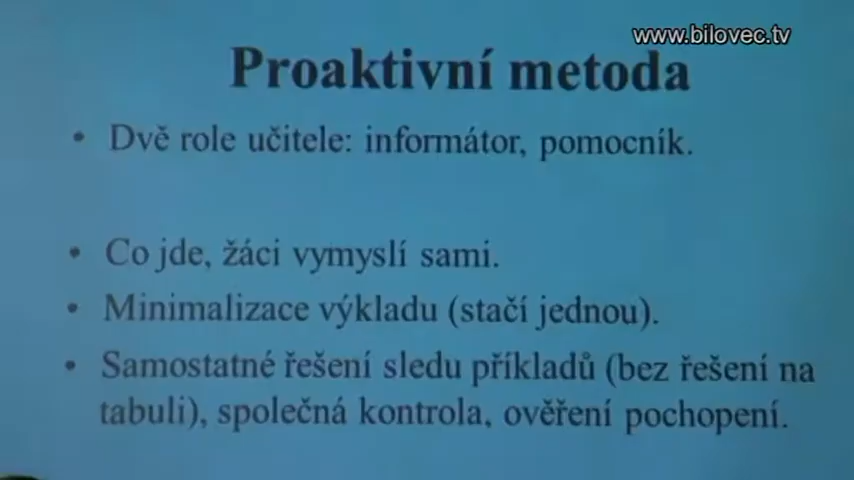 www.bilovec.tv
Proaktivní metoda
• Dvě role učitele: informátor, pomocník.
• Co jde, žáci vymyslí sami.
• Minimalizace výkladu (stačí jednou).
• Samostatné řešení sledu příkladů (bez řešení na
tabuli), společná kontrola, ověření pochopení.